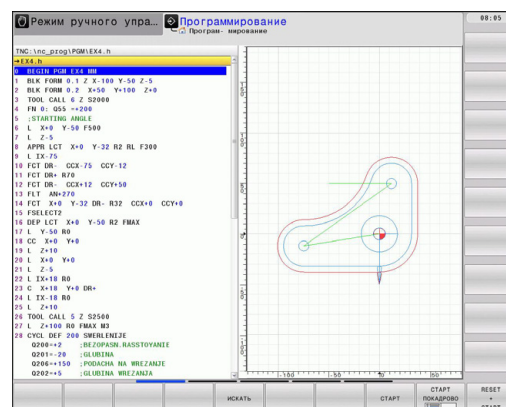 Режим ручного упра…
Программирование
Програм- мирование
08:05
TNC:\nc_prog\PGM\EX4.h
→EX4.h
0 BEGIN PGM EX4 MM
1 BLK FORM 0.1 Z X-100 Y-50 Z-5
2 BLK FORM 0.2 X+50 Y+100 Z+0
3 TOOL CALL 6 Z S2000
4 FN 0: Q55 =+200
5 ;STARTING ANGLE
6 L X+0 Y-50 F500
7 L Z-5
8 APPR LCT X+0 Y-32 R2 RL F300
9 L IX-75
10 FCT DR- CCX-75 CCY-12
11 FCT DR+ R70
12 FCT DR- CCX+12 CCY+50
13 FLT AN+270
14 FCT X+0 Y-32 DR- R32 CCX+0 CCY+0
15 FSELECT2
16 DEP LCT X+0 Y-50 R2 FMAX
17 L Y-50 R0
18 CC X+0 Y+0
19 L Z+10
20 L X+0 Y+0
21 L Z-5
22 L IX+18 R0
23 C X+18 Y+0 DR+
24 L IX-18 R0
25 L Z+10
26 TOOL CALL 5 Z S2500
27 L Z+100 R0 FMAX M3
28 CYCL DEF 200 SWERLENIJE
Q200=+2 ;BEZOPASN.RASSTOYANIE
Q201=-20 ;GLUBINA
Q206=+150 ;PODACHA NA WREZANJE
Q202=+5 ;GLUBINA WREZANJA
-100
50
ИСКАТЬ
СТАРТ
СТАРТ ПОКАДРОВО
RESET
+
START